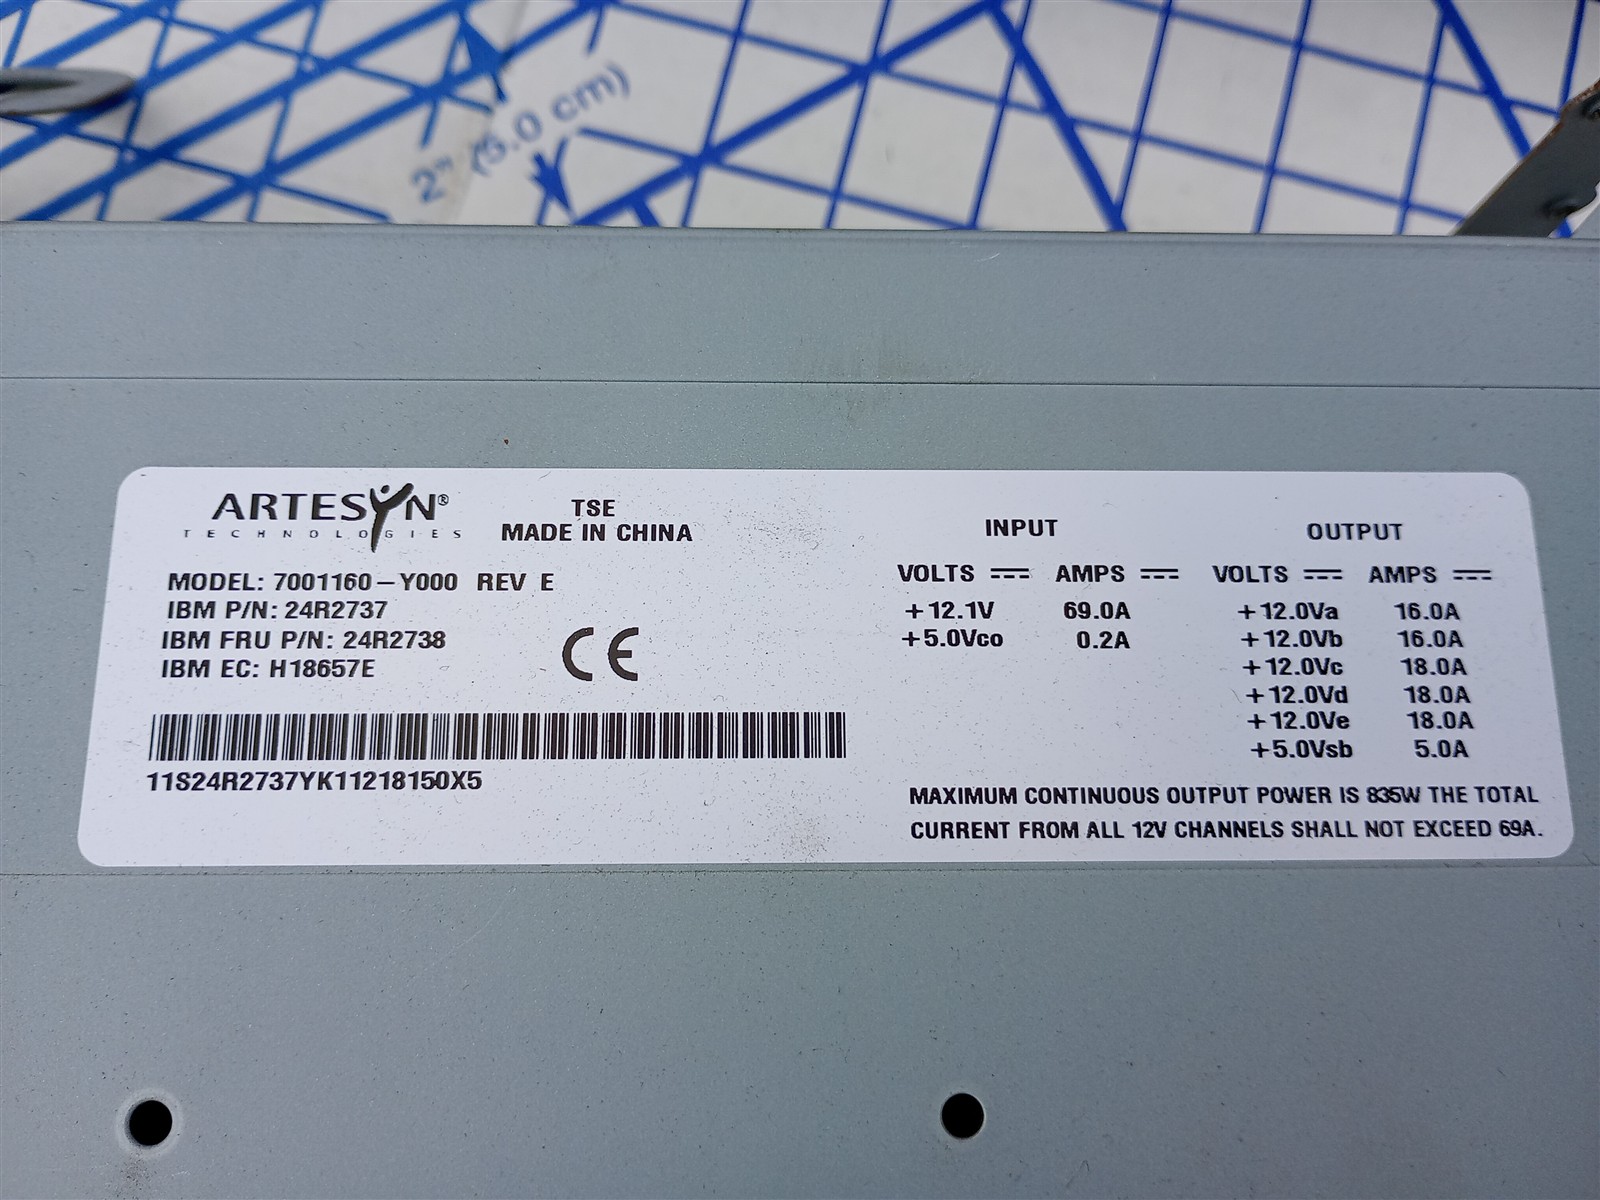 2" (5.0 cm)
ARTESYN®
TECHNOLOGIES
TSE
MADE IN CHINA
MODEL: 7001160-Y000 REV E
IBM P/N: 24R2737
IBM FRU P/N: 24R2738
IBM EC: H18657E
CE
11S24R2737YK11218150X5
INPUT
VOLTS AMPS
+12.1V 69.0A
+5.0Vco 0.2A
OUTPUT
VOLTS AMPS
+12.0Va 16.0A
+12.0Vb 16.0A
+12.0Vc 18.0A
+12.0Vd 18.0A
+12.0Ve 18.0A
+5.0Vsb 5.0A
MAXIMUM CONTINUOUS OUTPUT POWER IS 835W THE TOTAL
CURRENT FROM ALL 12V CHANNELS SHALL NOT EXCEED 69A.